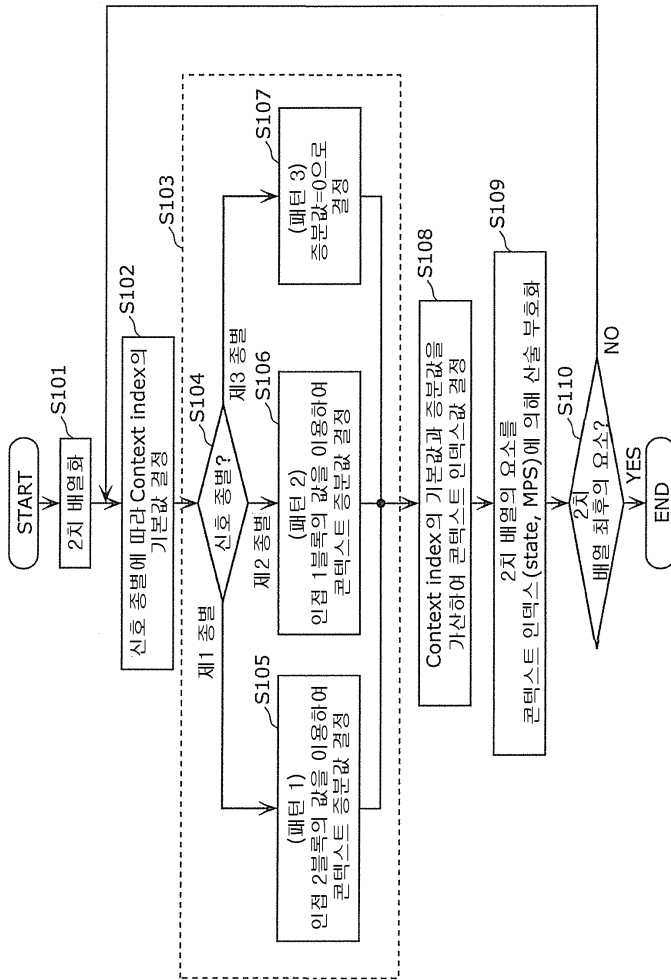 START
S101
2치 배열화
S102
신호 종별에 따라 Context index의
기본값 결정
S103
S104
신호 종별?
제1 종별
제2 종별
제3 종별
S105
(패턴 1)
인접 2블록의 값을 이용하여
콘텍스트 증분값 결정
S106
(패턴 2)
인접 1블록의 값을 이용하여
콘텍스트 증분값 결정
S107
(패턴 3)
증분값=0으로
결정
S108
Context index의 기본값과 증분값을
가산하여 콘텍스트 인덱스값 결정
S109
2치 배열의 요소를
콘텍스트 인덱스(state, MPS)에 의해 산술 부호화
S110
2치
배열 최후의 요소?
NO
YES
END